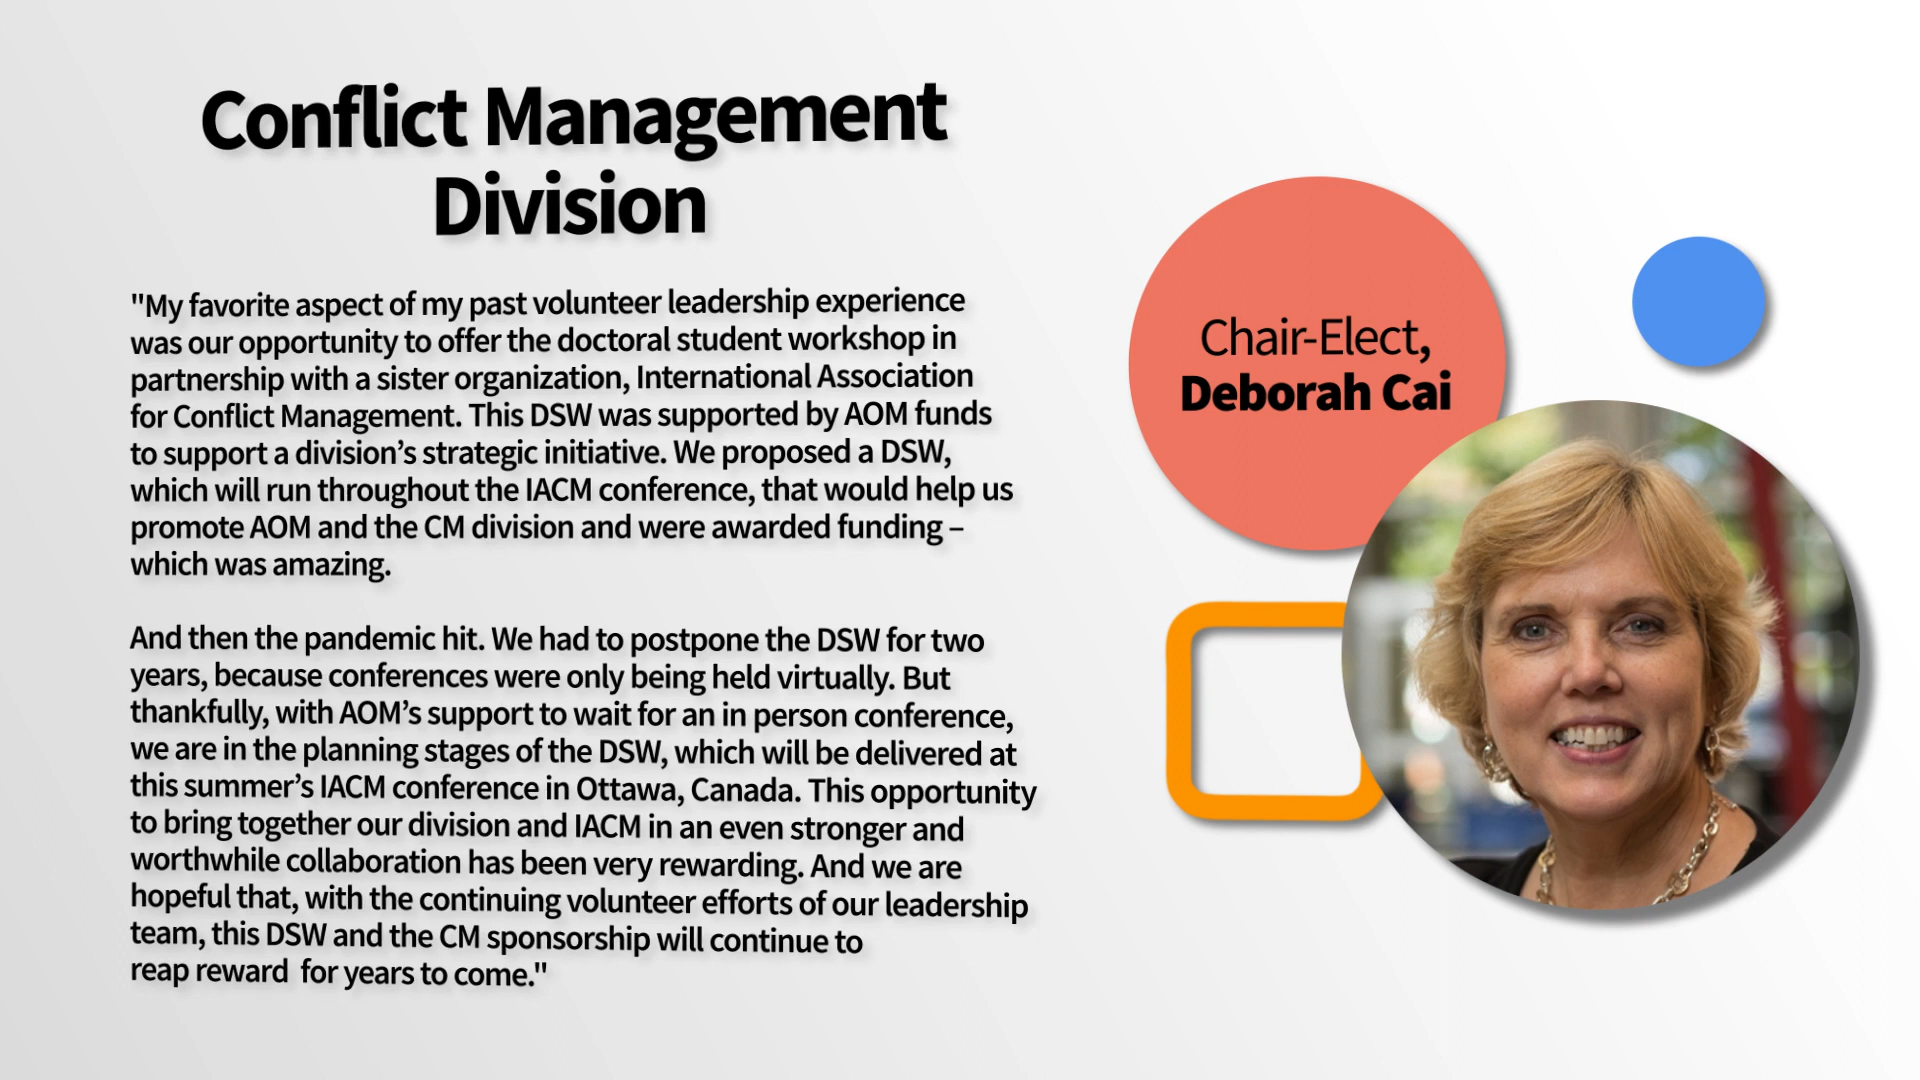 Conflict Management
Division
"My favorite aspect of my past volunteer leadership experience
was our opportunity to offer the doctoral student workshop in
partnership with a sister organization, International Association
for Conflict Management. This DSW was supported by AOM funds
to support a division’s strategic initiative. We proposed a DSW,
which will run throughout the IACM conference, that would help us
promote AOM and the CM division and were awarded funding –
which was amazing.
And then the pandemic hit. We had to postpone the DSW for two
years, because conferences were only being held virtually. But
thankfully, with AOM’s support to wait for an in person conference,
we are in the planning stages of the DSW, which will be delivered at
this summer’s IACM conference in Ottawa, Canada. This opportunity
to bring together our division and IACM in an even stronger and
worthwhile collaboration has been very rewarding. And we are
hopeful that, with the continuing volunteer efforts of our leadership
team, this DSW and the CM sponsorship will continue to
reap reward  for years to come."
Chair-Elect,
Deborah Cai